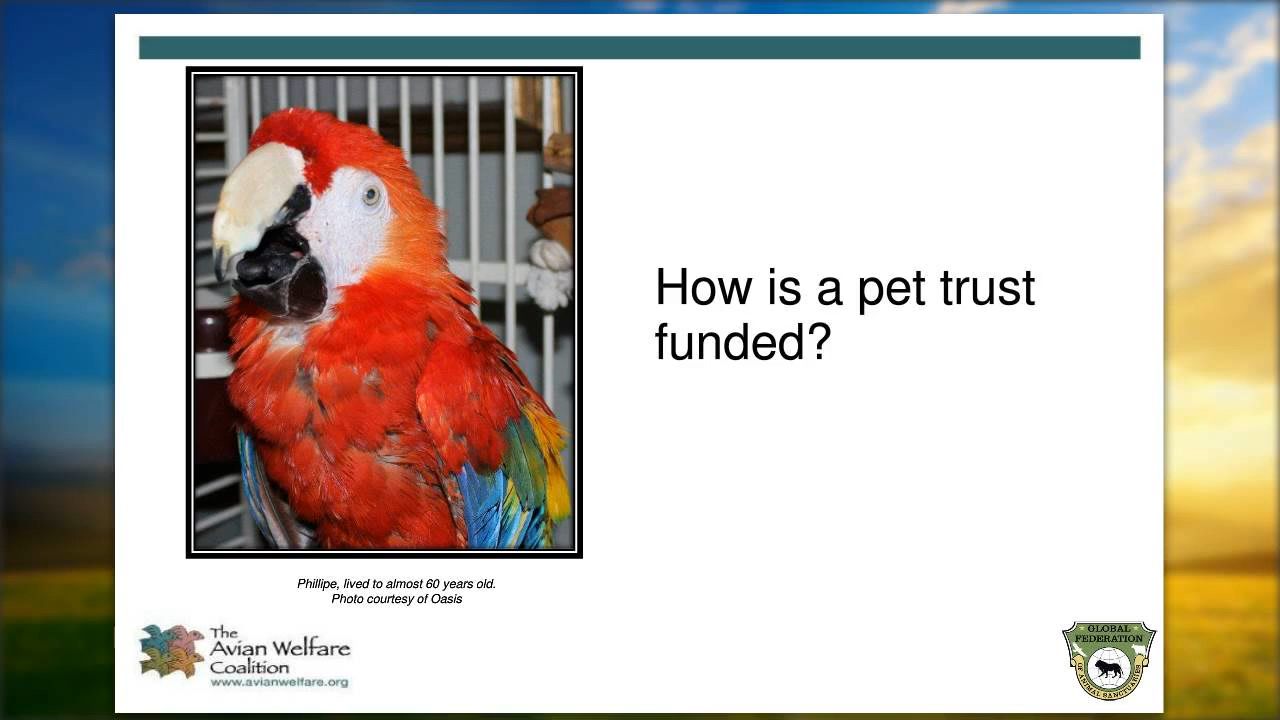 How is a pet trust
funded?
Phillipe, lived to almost 60 years old.
Photo courtesy of Oasis
The
Avian Welfare
Coalition
www.avianwelfare.org
GLOBAL
FEDERATION
OF ANIMAL SANCTUARIES